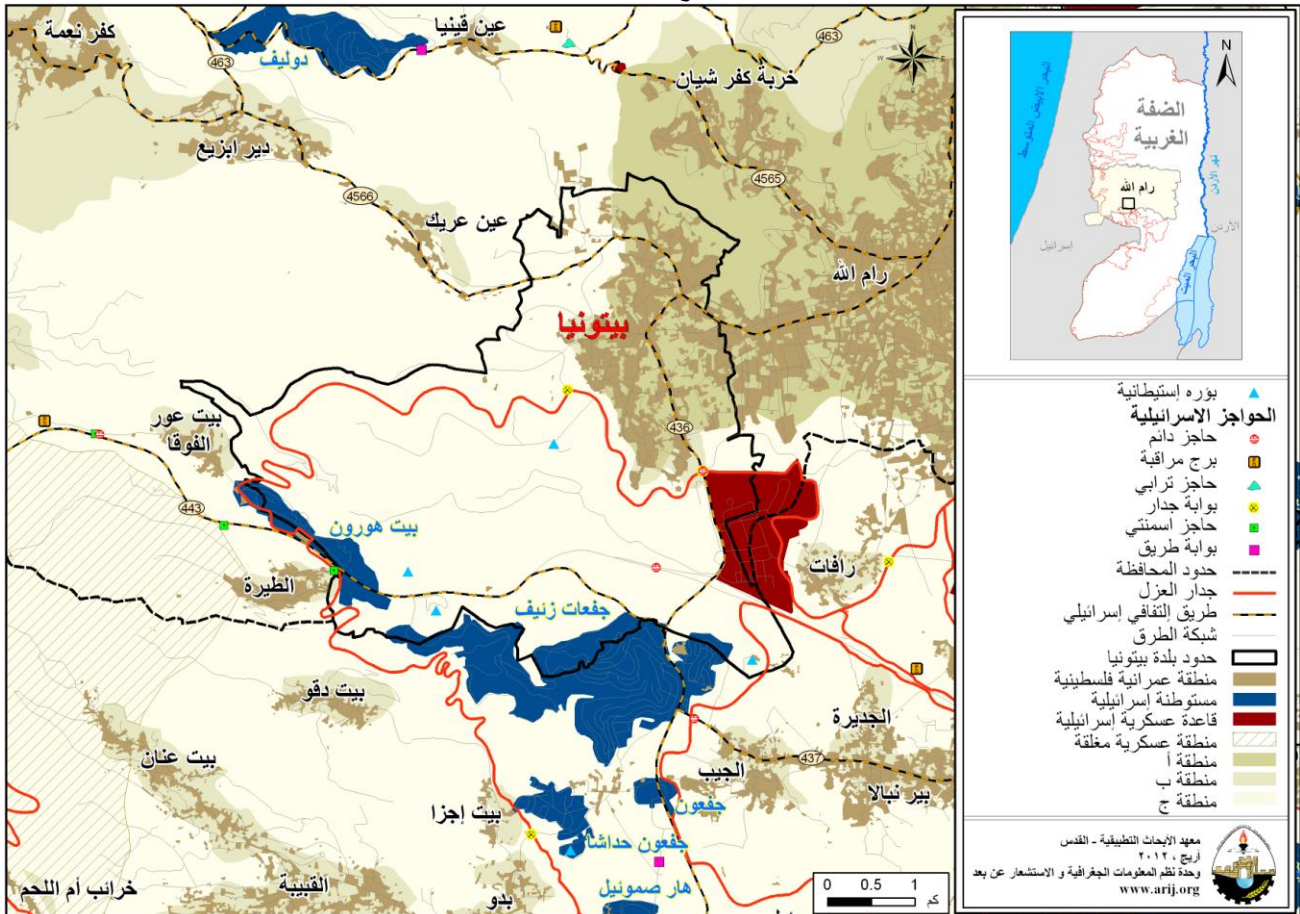 كفر نعمة
463
دوليف
عين قينيا
خربة كفر شيان
463
دير ابزيع
4566
4565
عين عريك
رام الله
بيتونيا
436
بيت عور
الفوقا
443
بيت هورون
الطيرة
رافات
جفعات زئيف
بيت دقو
الجديرة
بيت عنان
الجيب
437
بير نبالا
جفعون
بيت إجزا
جفعون حداشا
خرائب أم اللحم
القبيبة
بدو
هار صموئيل
0 0.5 1
كم
N
W
البحر الابيض المتوسط
الضفة
الغربية
رام الله
نهر الأردن
الأردن
إسرائيل
البحر الميت
N
بؤره إستيطانية
الحواجز الاسرائيلية
حاجز دائم
برج مراقبة
حاجز ترابي
بوابة جدار
حاجز اسمنتي
بوابة طريق
حدود المحافظة
جدار العزل
طريق إلتفافي إسرائيلي
شبكة الطرق
حدود بلدة بيتونيا
منطقة عمرانية فلسطينية
مستوطنة إسرائيلية
قاعدة عسكرية إسرائيلية
منطقة عسكرية مغلقة
منطقة أ
منطقة ب
منطقة ج
معهد الأبحاث التطبيقية - القدس
أريج ، ٢٠١٢
وحدة نظم المعلومات الجغرافية و الاستشعار عن بعد
www.arij.org